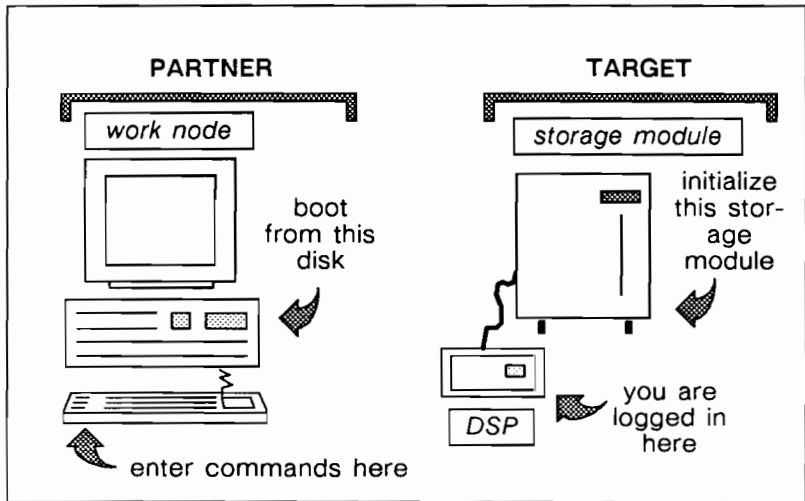 PARTNER
work node
boot
from this
disk
enter commands here
TARGET
storage module
initialize
this stor-
age
module
you are
logged in
here
DSP